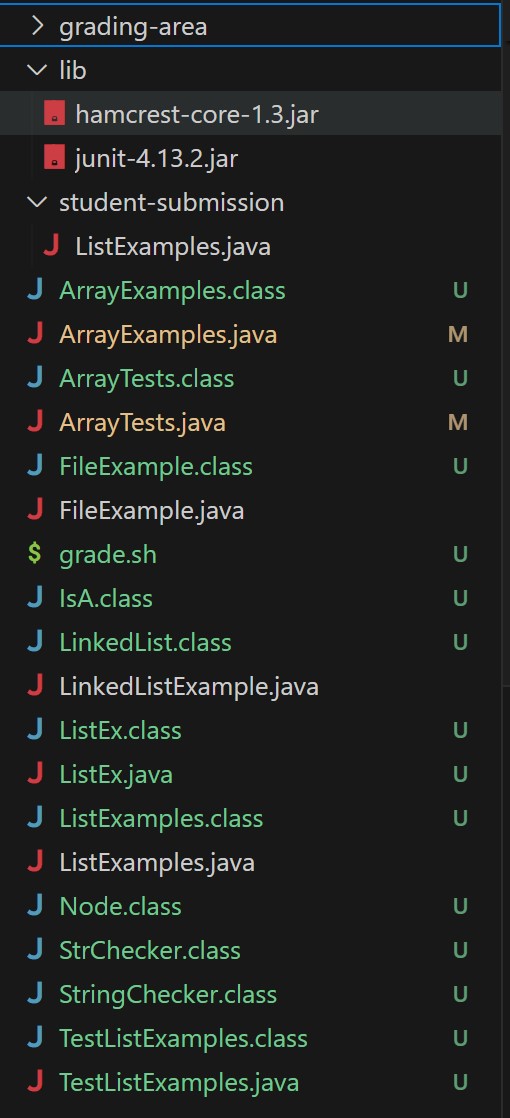 grading-area
lib
hamcrest-core-1.3.jar
junit-4.13.2.jar
student-submission
J ListExamples.java
J ArrayExamples.class U
J ArrayExamples.java M
J ArrayTests.class U
J ArrayTests.java M
J FileExample.class U
J FileExample.java
$ grade.sh U
J IsA.class U
J LinkedList.class U
J LinkedListExample.java
J ListEx.class U
J ListEx.java U
J ListExamples.class U
J ListExamples.java
J Node.class U
J StrChecker.class U
J StringChecker.class U
J TestListExamples.class U
J TestListExamples.java U